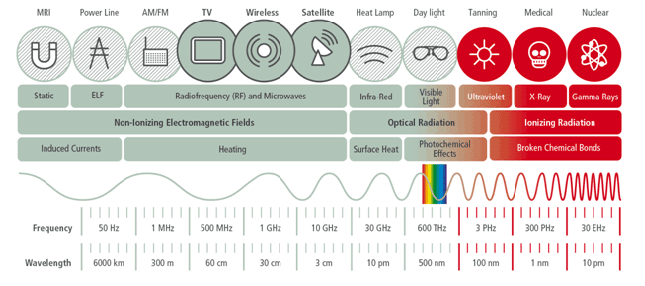 MRI Power Line AM/FM TV Wireless Satellite Heat Lamp Day light Tanning Medical Nuclear
Static ELF Radiofrequency (RF) and Microwaves Infra-Red Visible Light Ultraviolet X-Ray Gamma Rays
Non-Ionizing Electromagnetic Fields Optical Radiation Ionizing Radiation
Induced Currents Heating Surface Heat Photochemical Effects Broken Chemical Bonds
Frequency 50 Hz 1 MHz 500 MHz 1 GHz 10 GHz 30 GHz 600 THz 3 PHz 300 PHz 30 EHz
Wavelength 6000 km 300 m 60 cm 30 cm 3 cm 10 pm 500 nm 100 nm 1 nm 10 pm